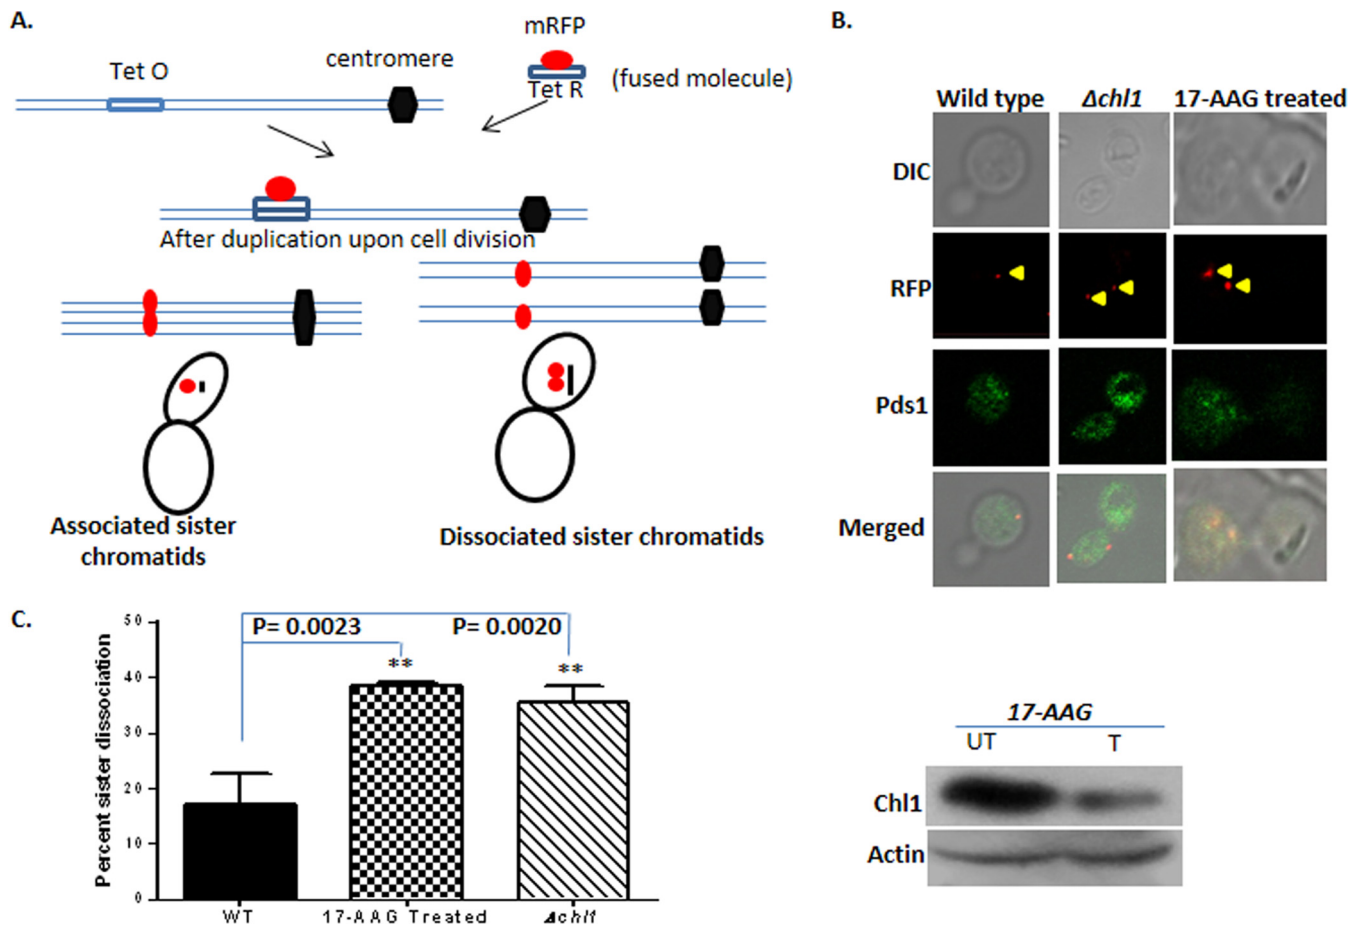 A.
mRFP
centromere
Tet O
Tet R
(fused molecule)
After duplication upon cell division
Associated sister
chromatids
Dissociated sister chromatids
B.
Wild type
Δchl1
17-AAG treated
DIC
RFP
Pds1
Merged
C.
Percent sister dissociation
50
40
30
20
10
0
P= 0.0023
P= 0.0020
**
**
WT
17-AAG Treated
Δchl1
17-AAG
UT
T
Chl1
Actin